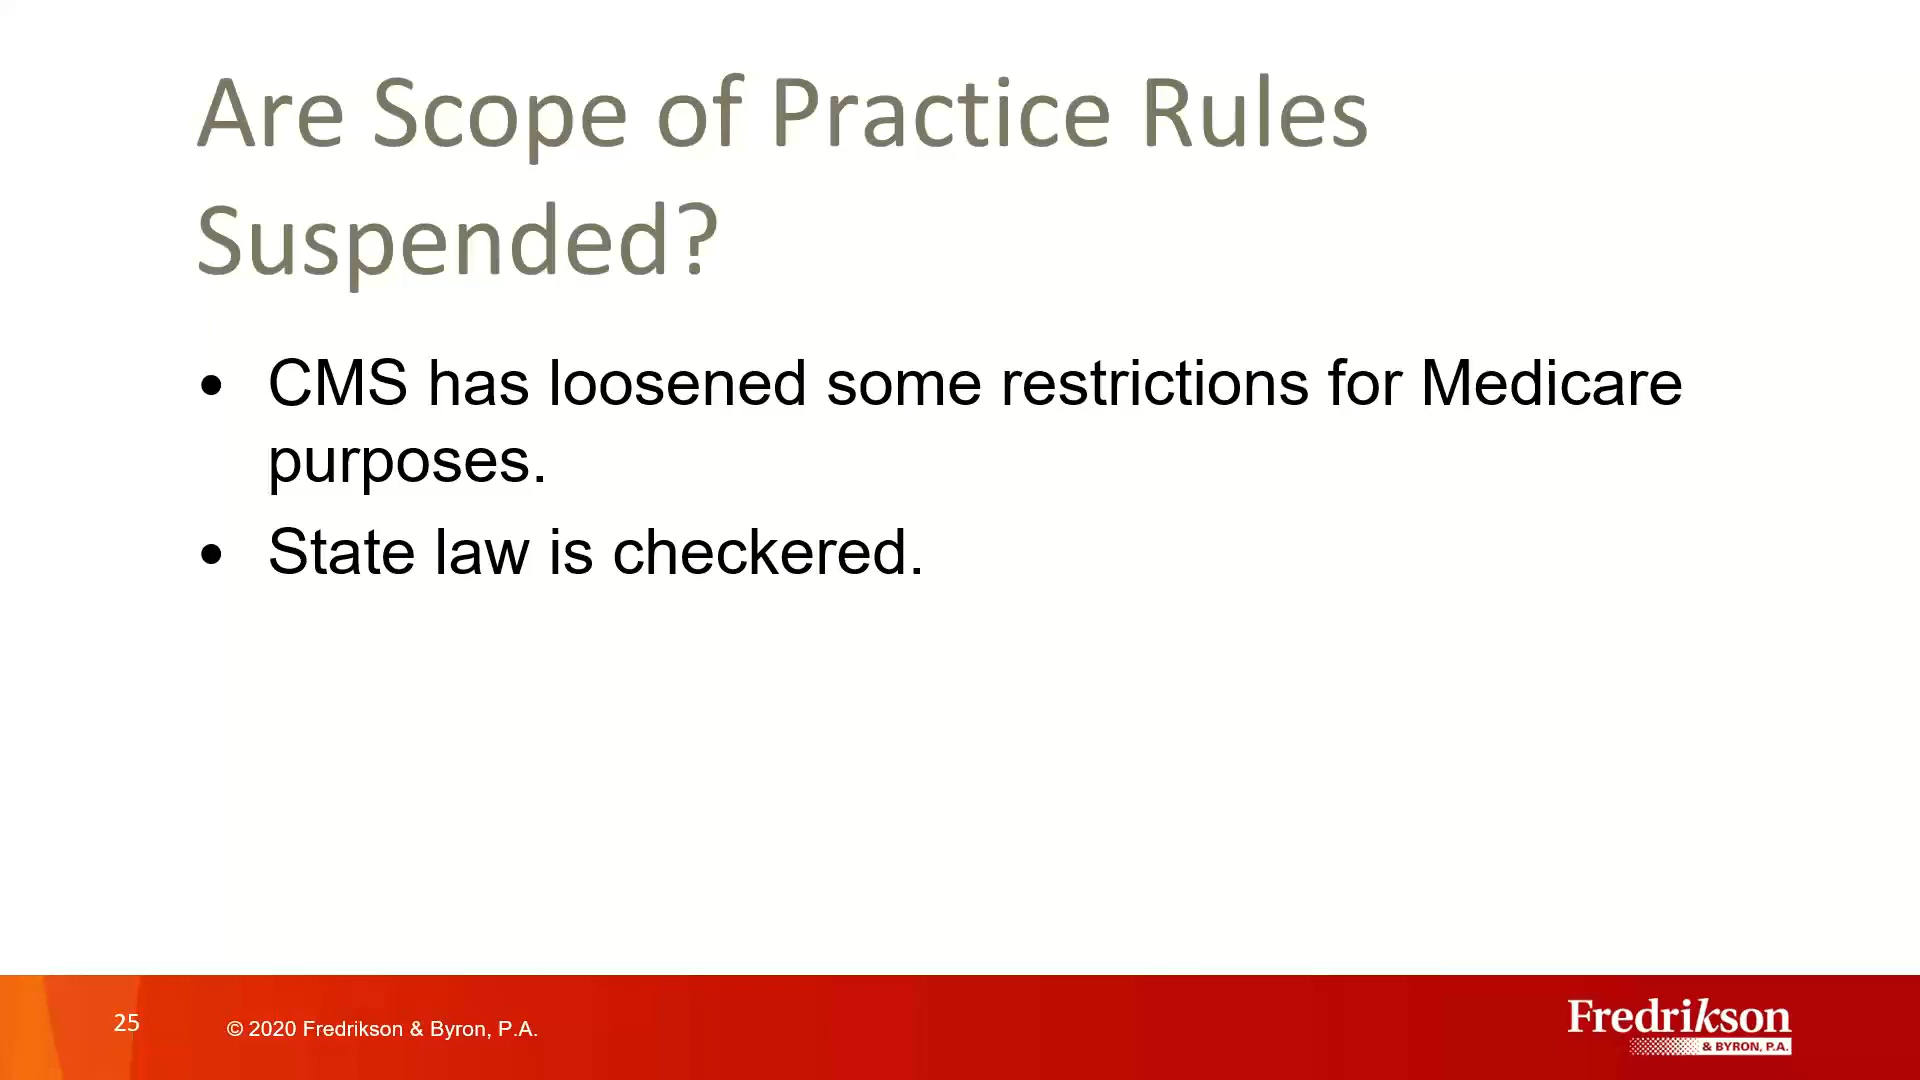 Are Scope of Practice Rules
Suspended?
• CMS has loosened some restrictions for Medicare
purposes.
• State law is checkered.
25
© 2020 Fredrikson & Byron, P.A.
Fredrikson
& BYRON, P.A.